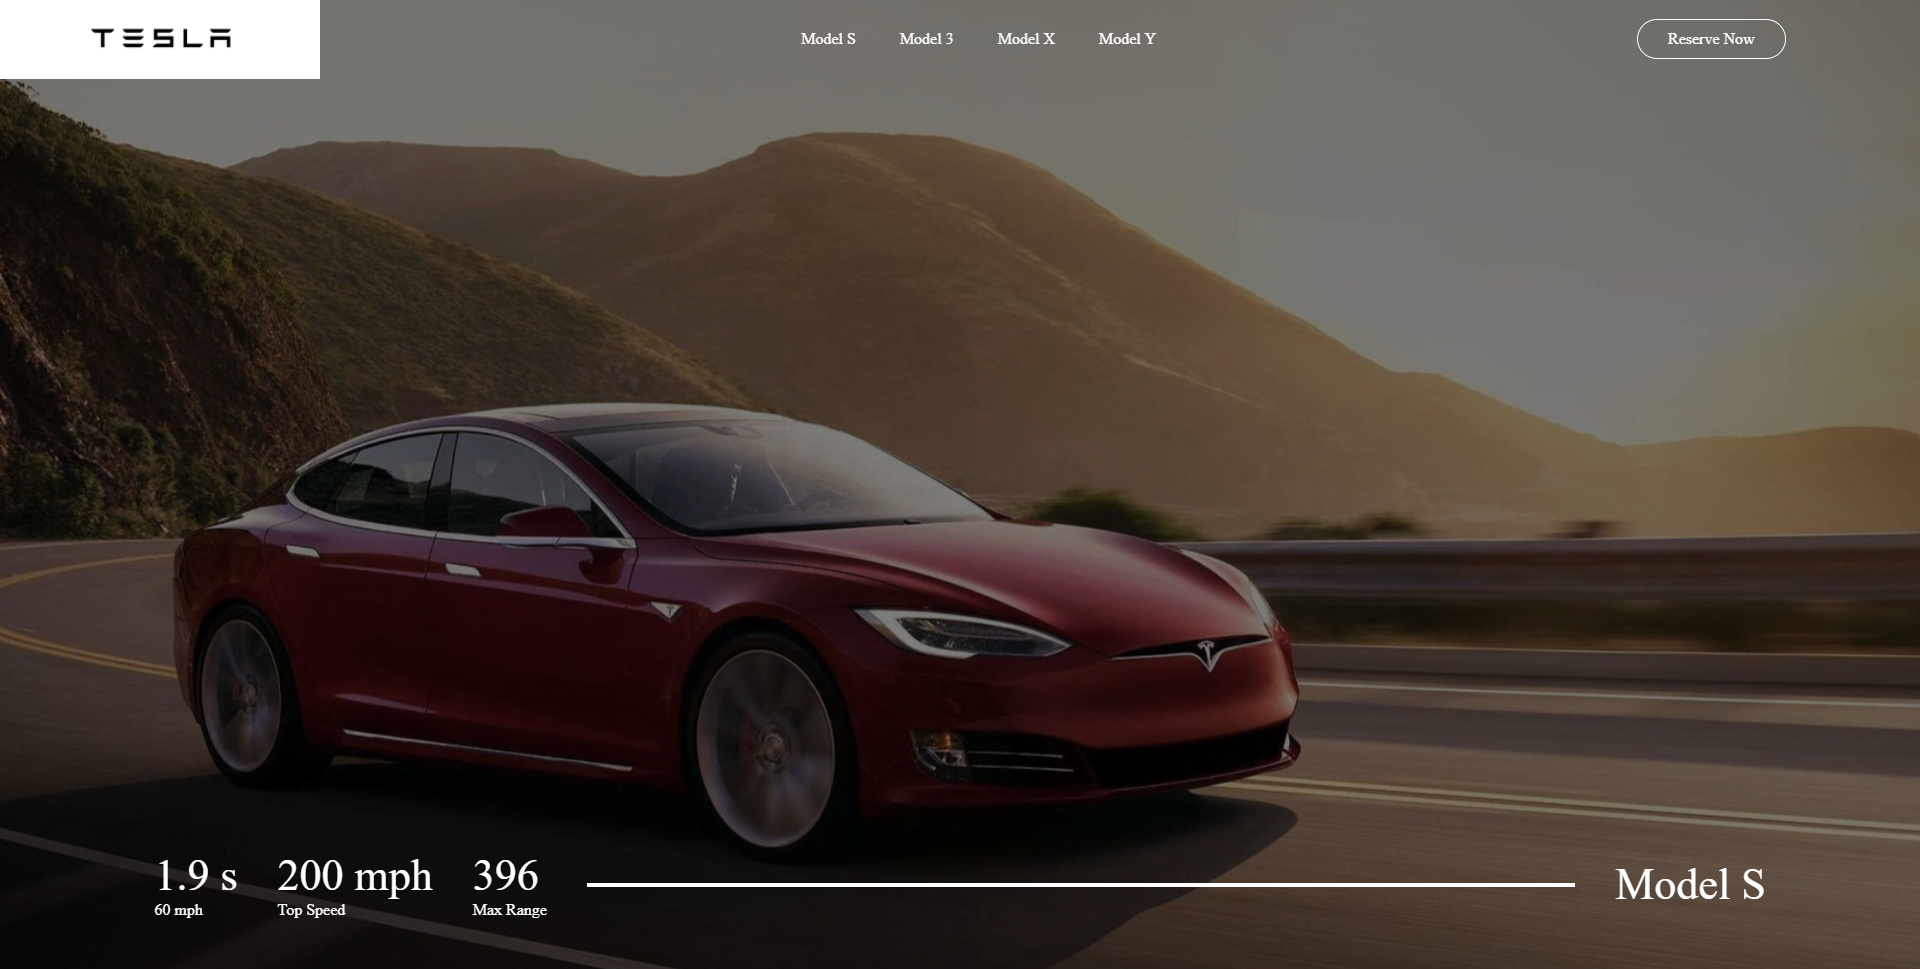 TESLA
Model S
Model 3
Model X
Model Y
Reserve Now
1.9 s
60 mph
200 mph
Top Speed
396
Max Range
Model S